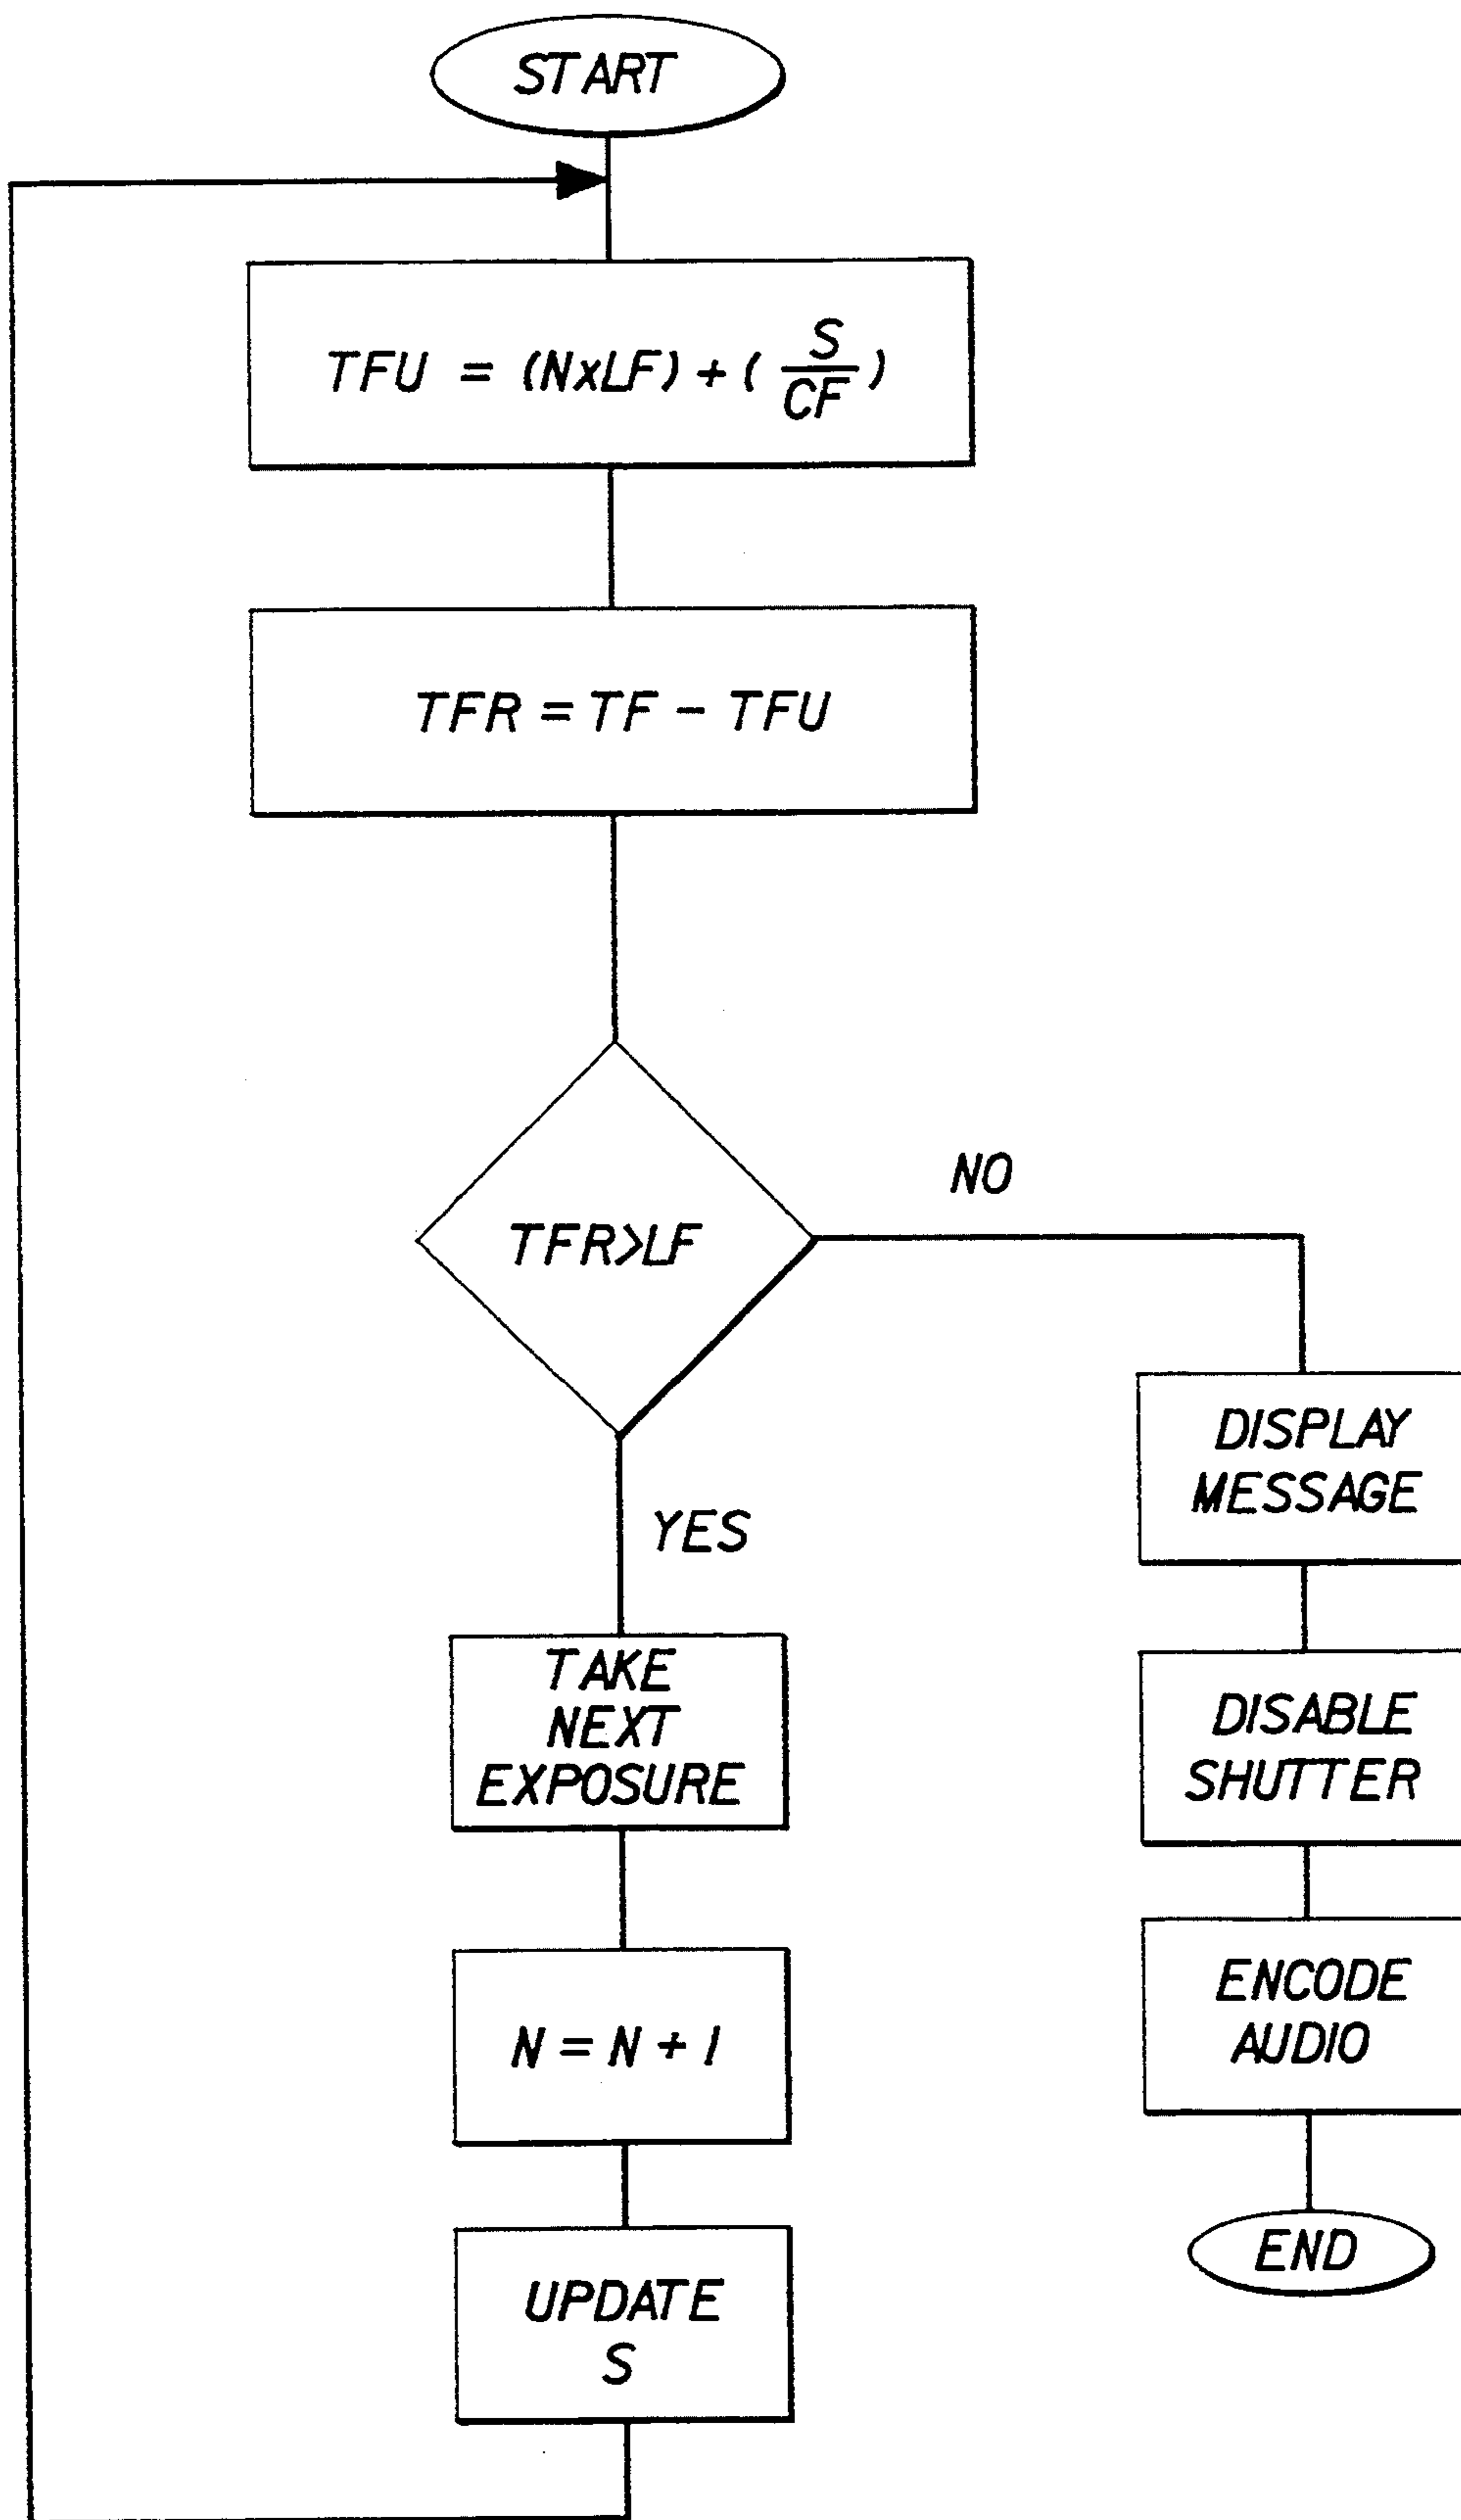 START
TFU = (NxLF) + ( S/CF )
TFR = TF - TFU
TFR>LF
NO
YES
DISPLAY
MESSAGE
TAKE
NEXT
EXPOSURE
DISABLE
SHUTTER
N = N + 1
ENCODE
AUDIO
UPDATE
S
END